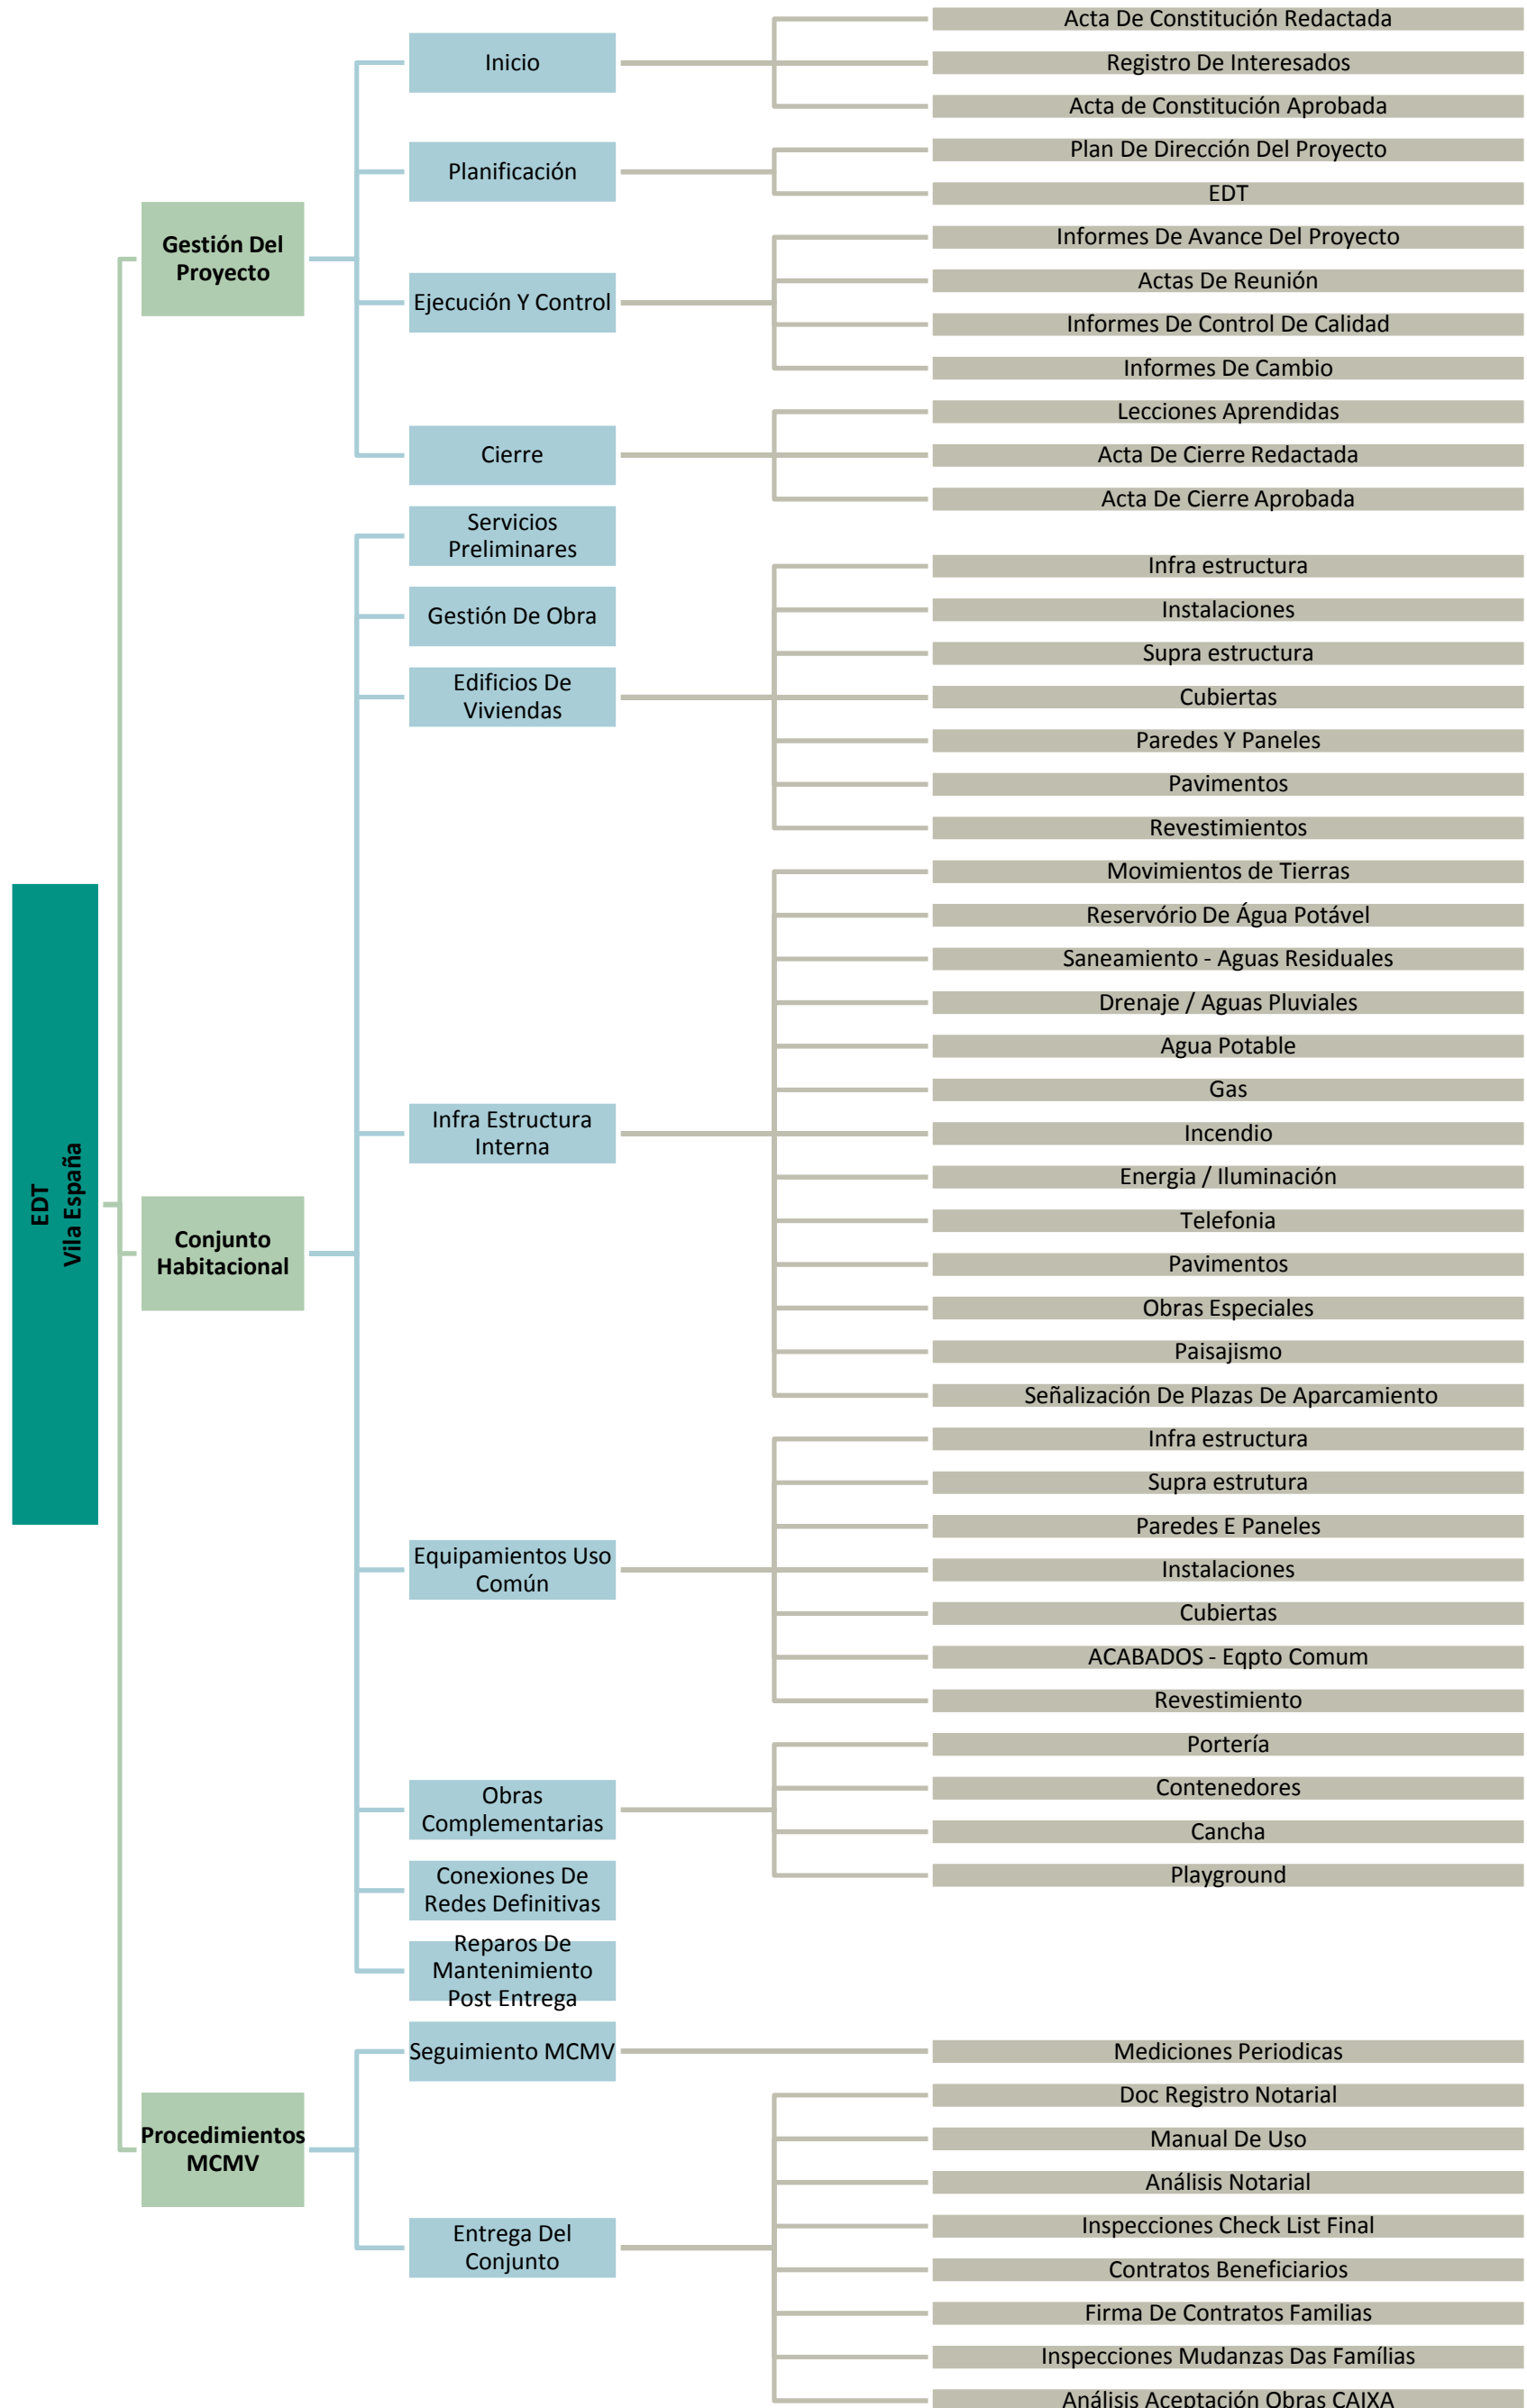 EDT
Vila España
Gestión Del
Proyecto
Inicio
Acta De Constitución Redactada
Registro De Interesados
Acta de Constitución Aprobada
Planificación
Plan De Dirección Del Proyecto
EDT
Ejecución Y Control
Informes De Avance Del Proyecto
Actas De Reunión
Informes De Control De Calidad
Informes De Cambio
Cierre
Lecciones Aprendidas
Acta De Cierre Redactada
Acta De Cierre Aprobada
Conjunto
Habitacional
Servicios
Preliminares
Gestión De Obra
Edificios De
Viviendas
Infra estructura
Instalaciones
Supra estructura
Cubiertas
Paredes Y Paneles
Pavimentos
Revestimientos
Infra Estructura
Interna
Movimientos de Tierras
Reservório De Água Potável
Saneamiento - Aguas Residuales
Drenaje / Aguas Pluviales
Agua Potable
Gas
Incendio
Energia / Iluminación
Telefonia
Pavimentos
Obras Especiales
Paisajismo
Señalización De Plazas De Aparcamiento
Equipamientos Uso
Común
Infra estructura
Supra estrutura
Paredes E Paneles
Instalaciones
Cubiertas
ACABADOS - Eqpto Comum
Revestimiento
Obras
Complementarias
Portería
Contenedores
Cancha
Playground
Conexiones De
Redes Definitivas
Reparos De
Mantenimiento
Post Entrega
Procedimientos
MCMV
Seguimiento MCMV
Mediciones Periodicas
Entrega Del
Conjunto
Doc Registro Notarial
Manual De Uso
Análisis Notarial
Inspecciones Check List Final
Contratos Beneficiarios
Firma De Contratos Familias
Inspecciones Mudanzas Das Famílias
Análisis Aceptación Obras CAIXA